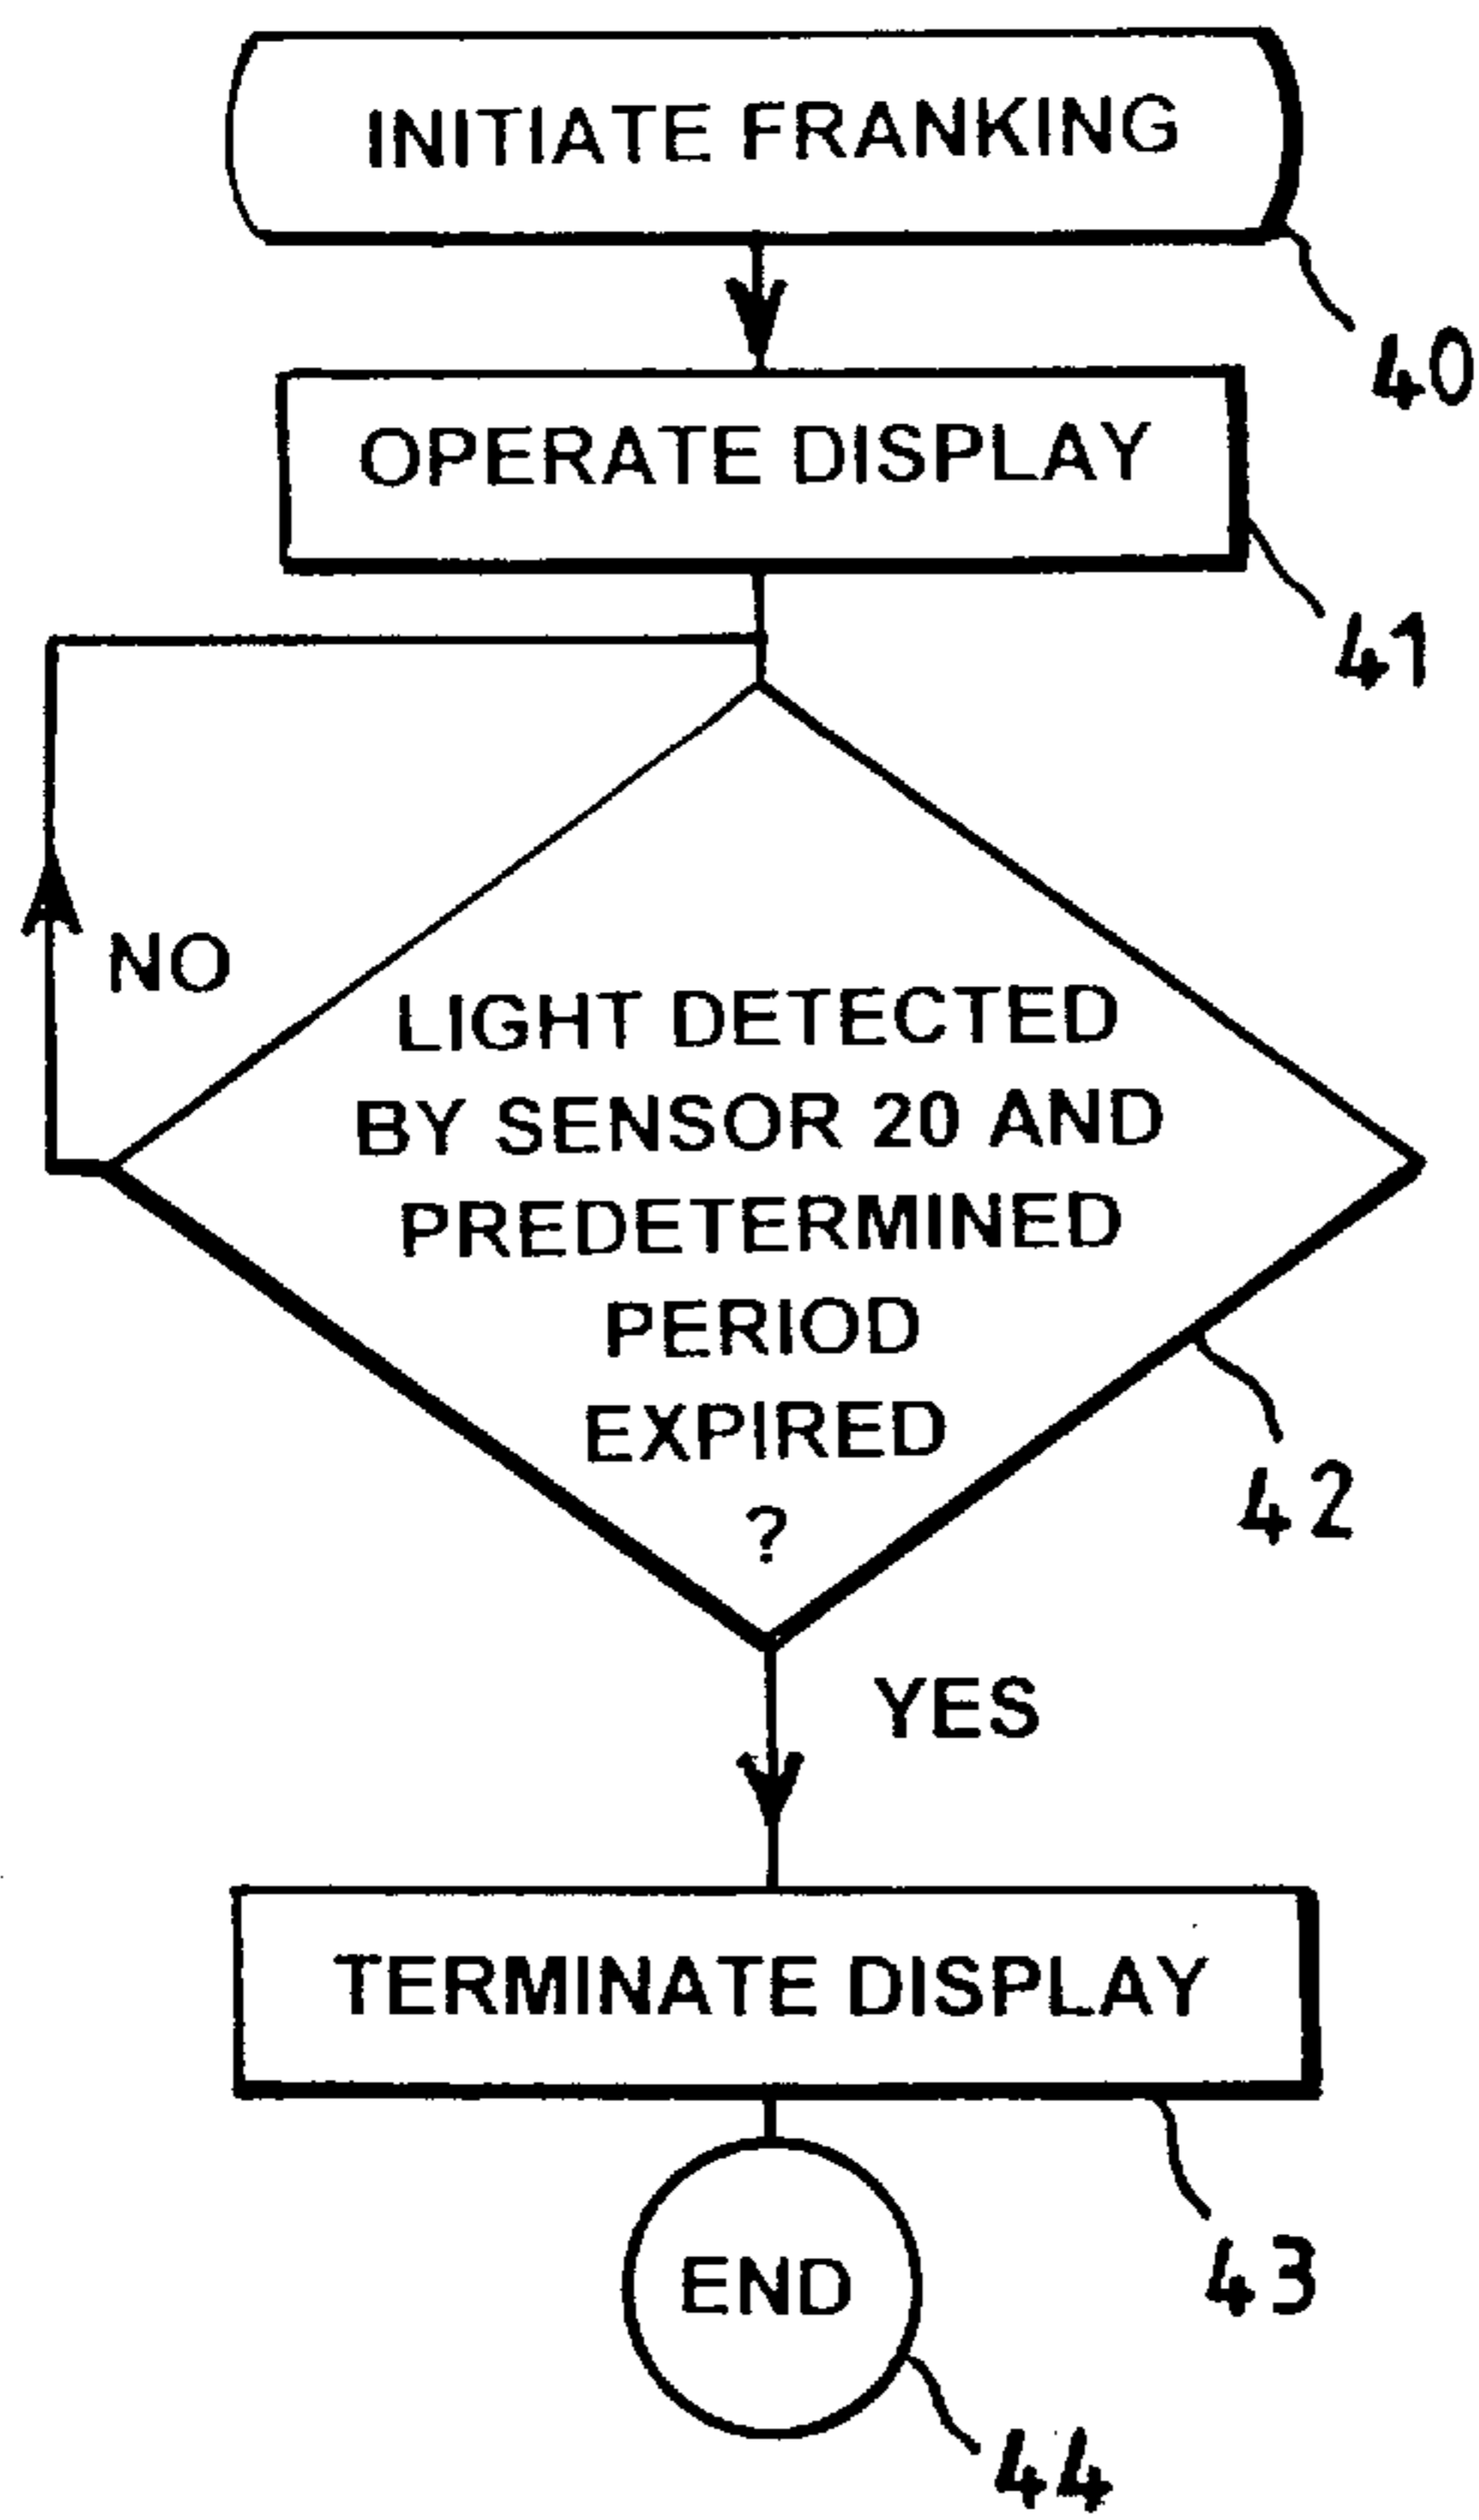 INITIATE FRANKING
40
OPERATE DISPLAY
41
NO
LIGHT DETECTED
BY SENSOR 20 AND
PREDETERMINED
PERIOD
EXPIRED
?
42
YES
TERMINATE DISPLAY
43
END
44